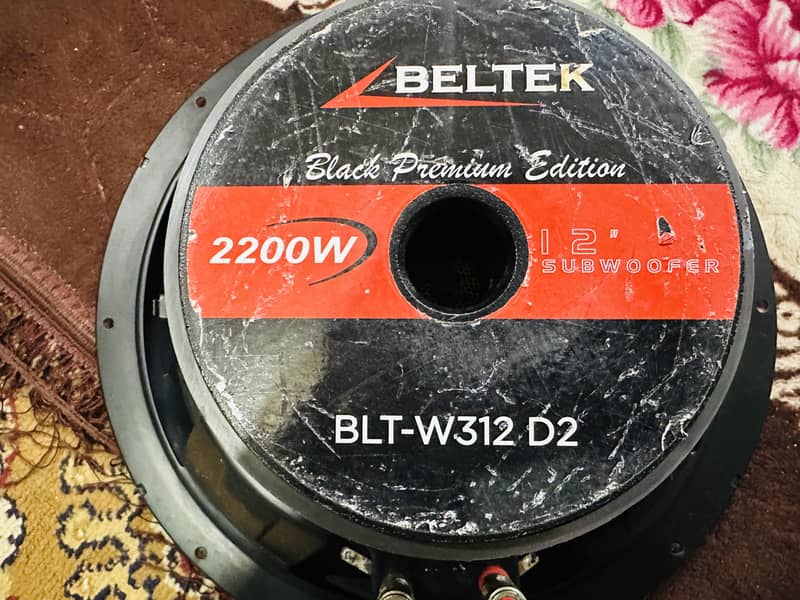 BELTEK
Black Premium Edition
2200W
12"
SUBWOOFER
BLT-W312 D2